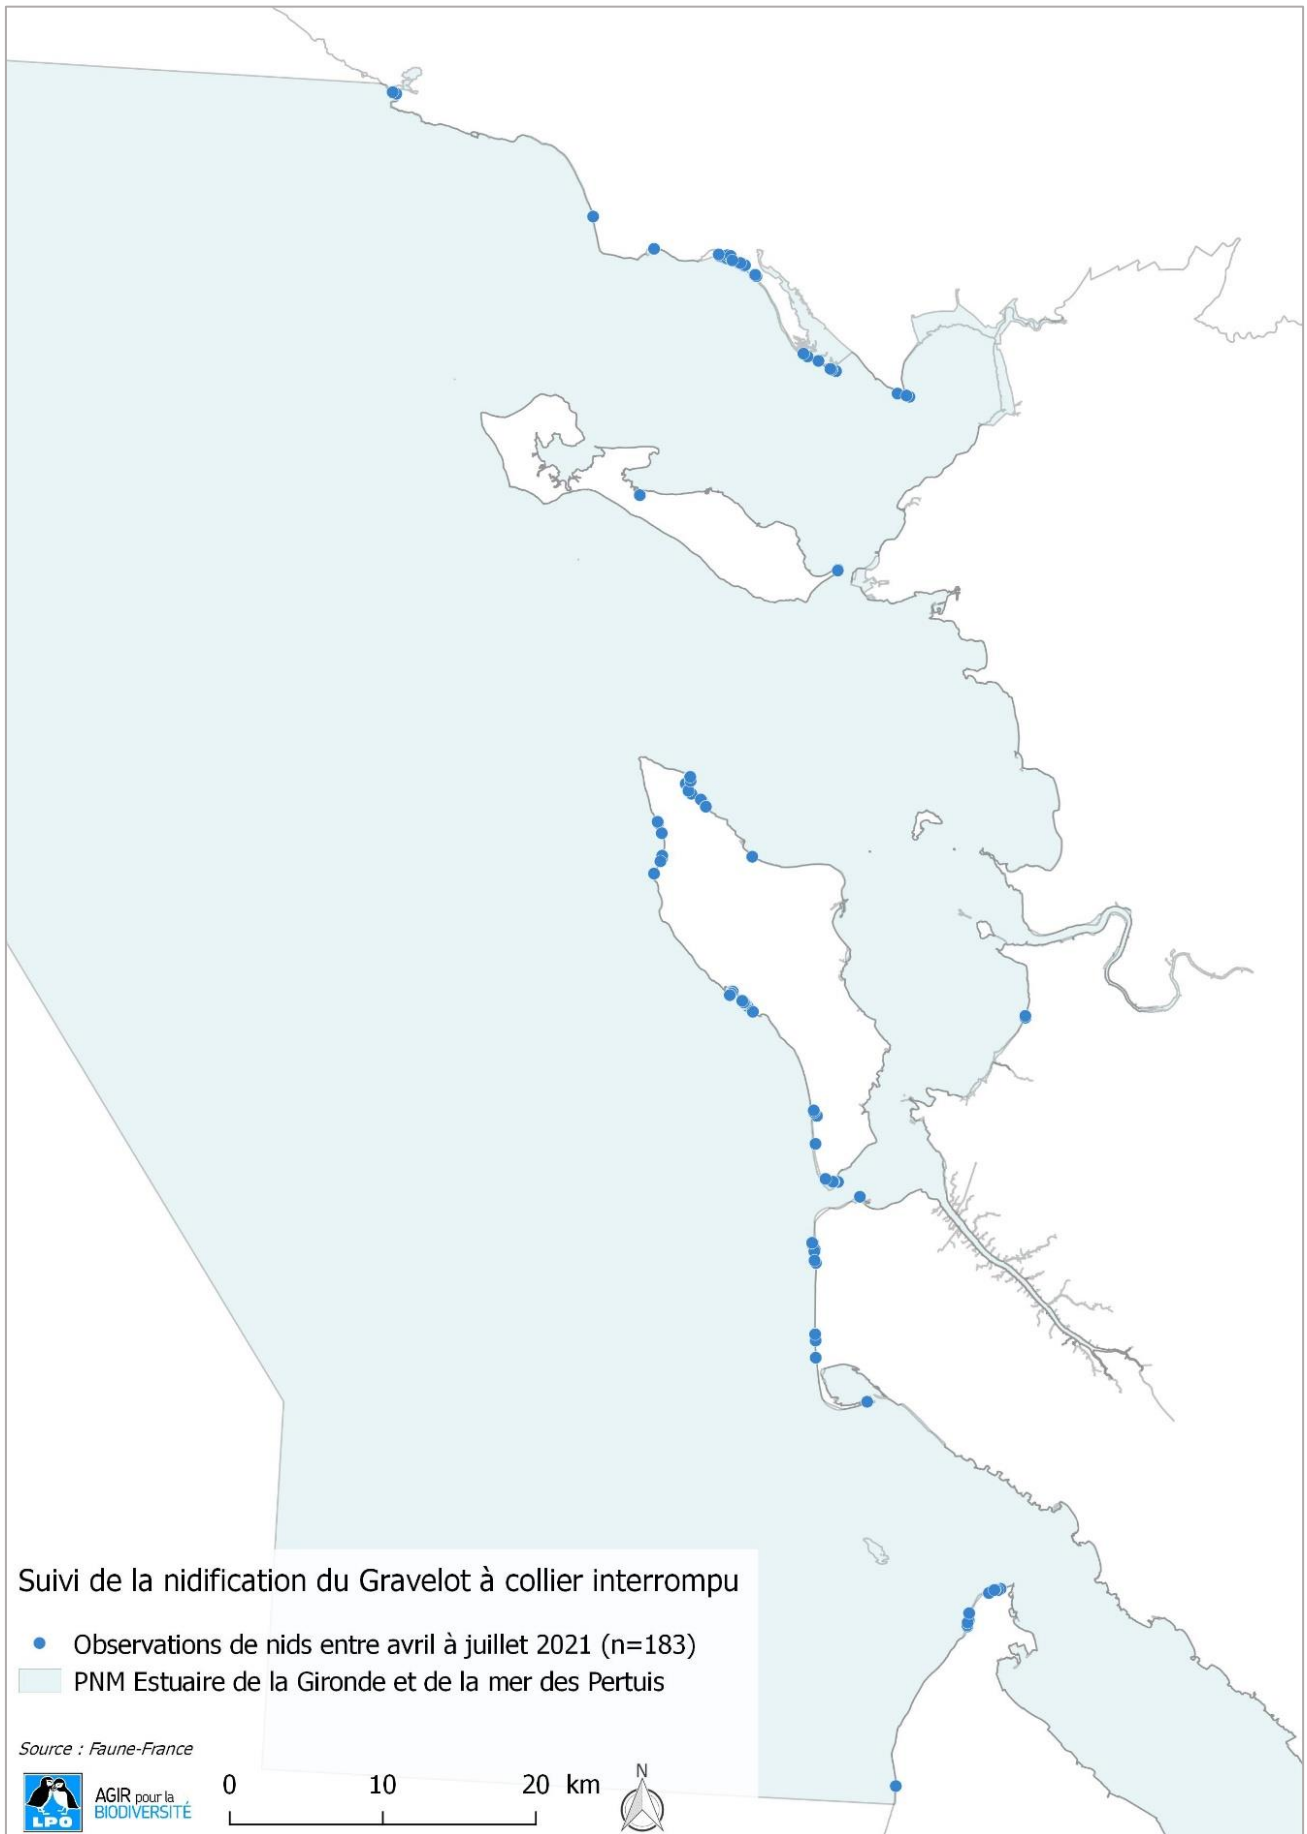 Suivi de la nidification du Gravelot à collier interrompu
Observations de nids entre avril à juillet 2021 (n=183)
PNM Estuaire de la Gironde et de la mer des Pertuis
Source : Faune-France
LPO
AGIR pour la
BIODIVERSITÉ
0 10 20 km
N